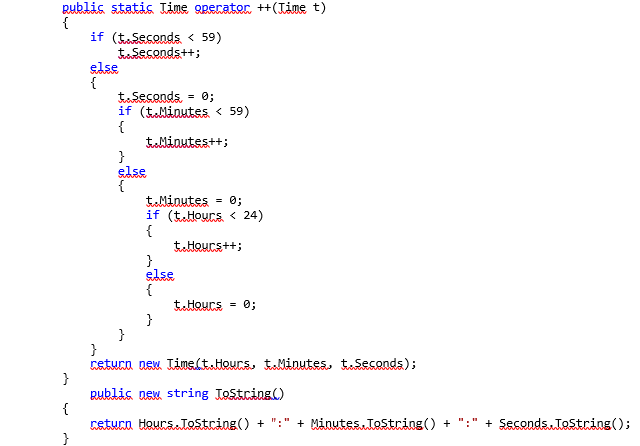 public static Time operator ++(Time t)
{
if (t.Seconds < 59)
t.Seconds++;
else
{
t.Seconds = 0;
if (t.Minutes < 59)
{
t.Minutes++;
}
else
{
t.Minutes = 0;
if (t.Hours < 24)
{
t.Hours++;
}
else
{
t.Hours = 0;
}
}
}
return new Time(t.Hours, t.Minutes, t.Seconds);
}
public new string ToString()
{
return Hours.ToString() + ":" + Minutes.ToString() + ":" + Seconds.ToString();
}